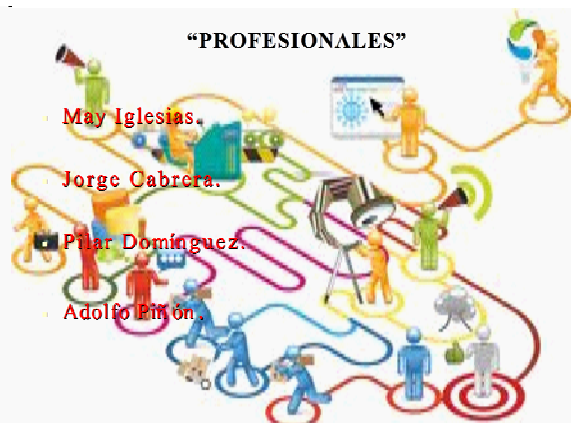 “PROFESIONALES”
May Iglesias.
Jorge Cabrera.
Pilar Domínguez.
Adolfo Piñón.